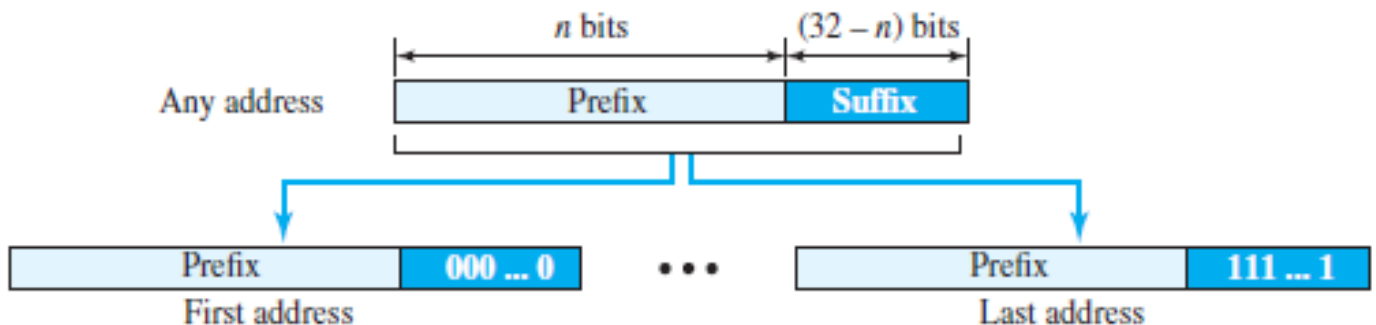 n bits (32 – n) bits
Any address Prefix Suffix
Prefix 000 ... 0 ••• Prefix 111 ... 1
First address Last address